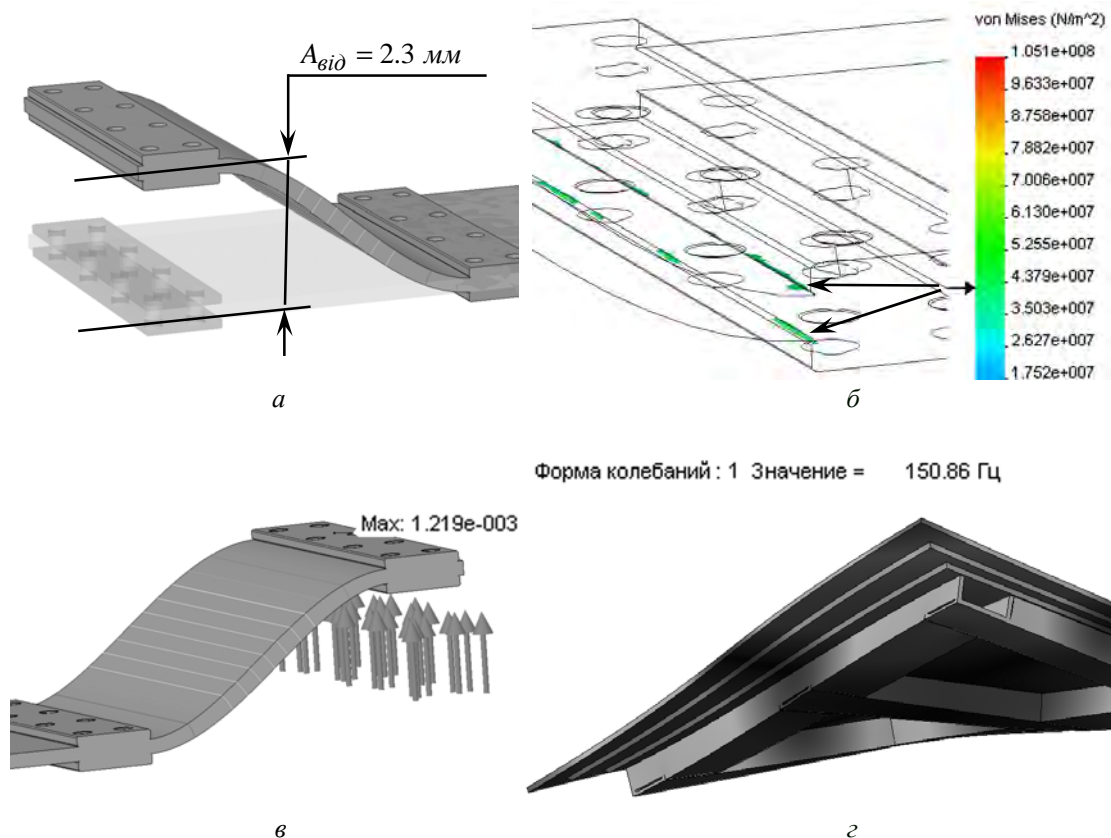 A від = 2.3 мм
von Mises (N/m^2)
1.051e+008
9.633e+007
8.758e+007
7.882e+007
7.006e+007
6.130e+007
5.255e+007
4.379e+007
3.503e+007
2.627e+007
1.752e+007
а
б
Форма колебаний : 1 Значение = 150.86 Гц
Max: 1.219e-003
в
г